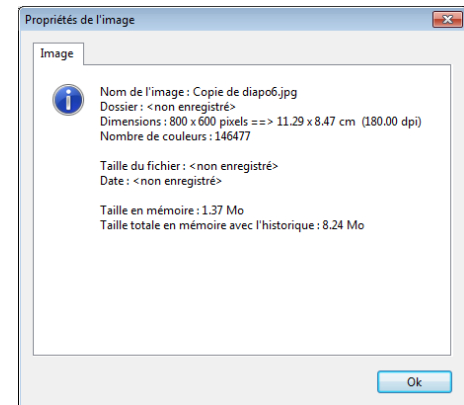 Propriétés de l'image
Image
Nom de l'image : Copie de diapo6.jpg
Dossier : <non enregistré>
Dimensions : 800 x 600 pixels ==> 11.29 x 8.47 cm  (180.00 dpi)
Nombre de couleurs : 146477
Taille du fichier : <non enregistré>
Date : <non enregistré>
Taille en mémoire : 1.37 Mo
Taille totale en mémoire avec l'historique : 8.24 Mo
Ok